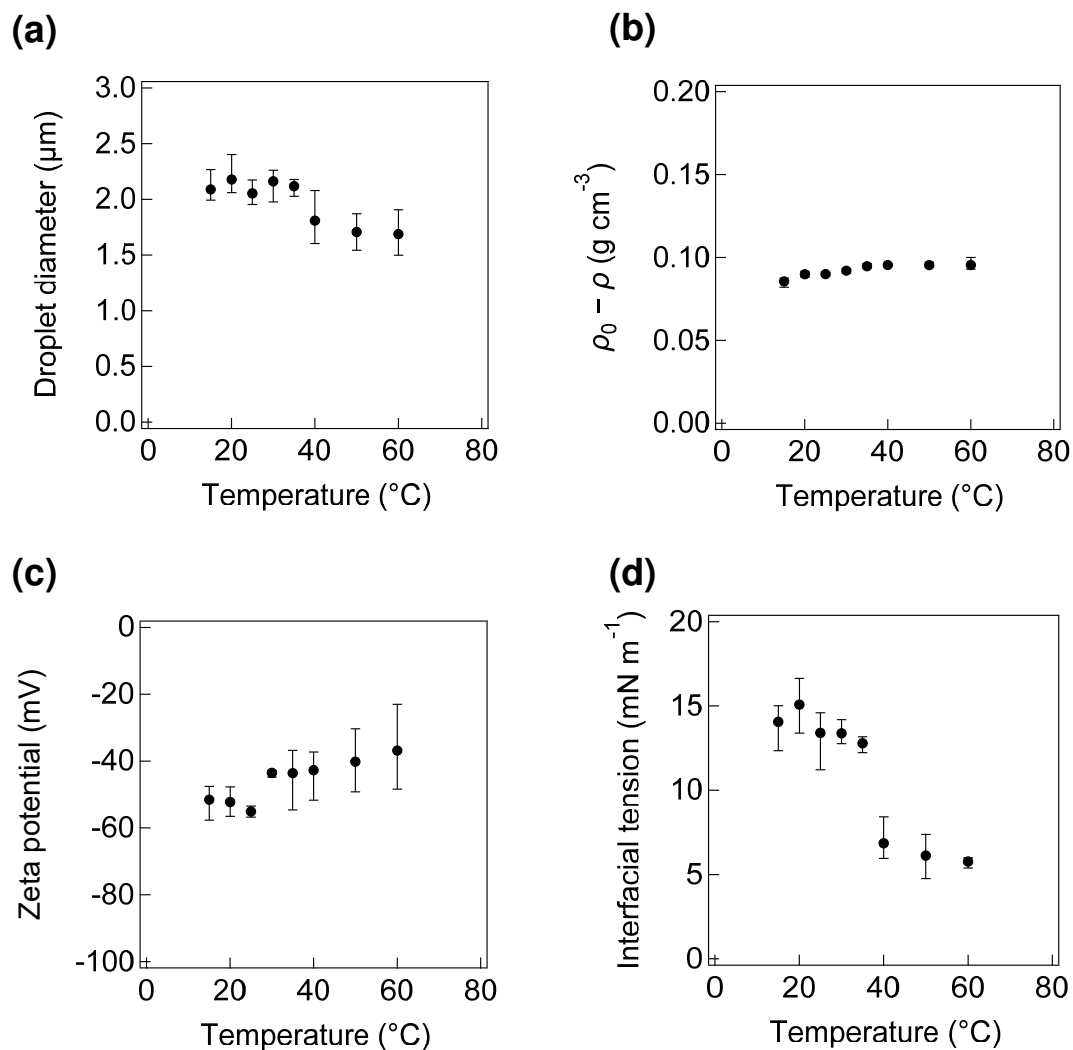 (a)
3.0
2.5
2.0
1.5
1.0
0.5
0.0
Droplet diameter (µm)
0 20 40 60 80
Temperature (°C)
(b)
0.20
0.15
0.10
0.05
0.00
ρ0 − ρ (g cm-3)
0 20 40 60 80
Temperature (°C)
(c)
0
-20
-40
-60
-80
-100
Zeta potential (mV)
0 20 40 60 80
Temperature (°C)
(d)
20
15
10
5
0
Interfacial tension (mN m-1)
0 20 40 60 80
Temperature (°C)